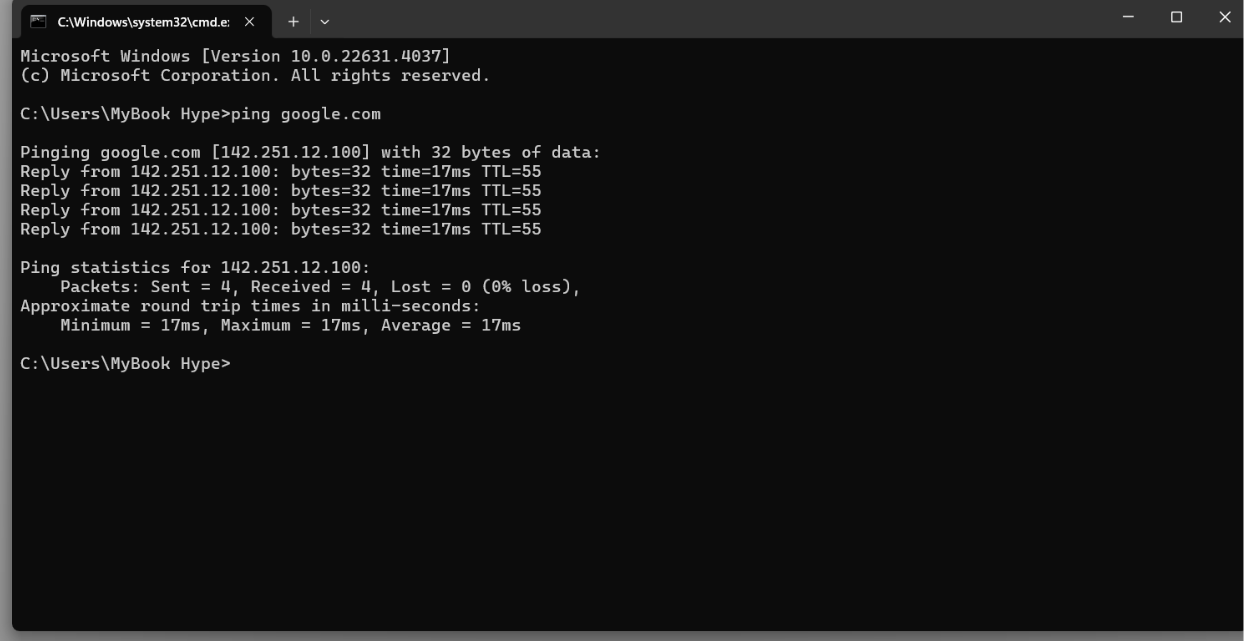 C:\Windows\system32\cmd.e:
Microsoft Windows [Version 10.0.22631.4037]
(c) Microsoft Corporation. All rights reserved.
C:\Users\MyBook Hype>ping google.com
Pinging google.com [142.251.12.100] with 32 bytes of data:
Reply from 142.251.12.100: bytes=32 time=17ms TTL=55
Reply from 142.251.12.100: bytes=32 time=17ms TTL=55
Reply from 142.251.12.100: bytes=32 time=17ms TTL=55
Reply from 142.251.12.100: bytes=32 time=17ms TTL=55
Ping statistics for 142.251.12.100:
    Packets: Sent = 4, Received = 4, Lost = 0 (0% loss),
Approximate round trip times in milli-seconds:
    Minimum = 17ms, Maximum = 17ms, Average = 17ms
C:\Users\MyBook Hype>